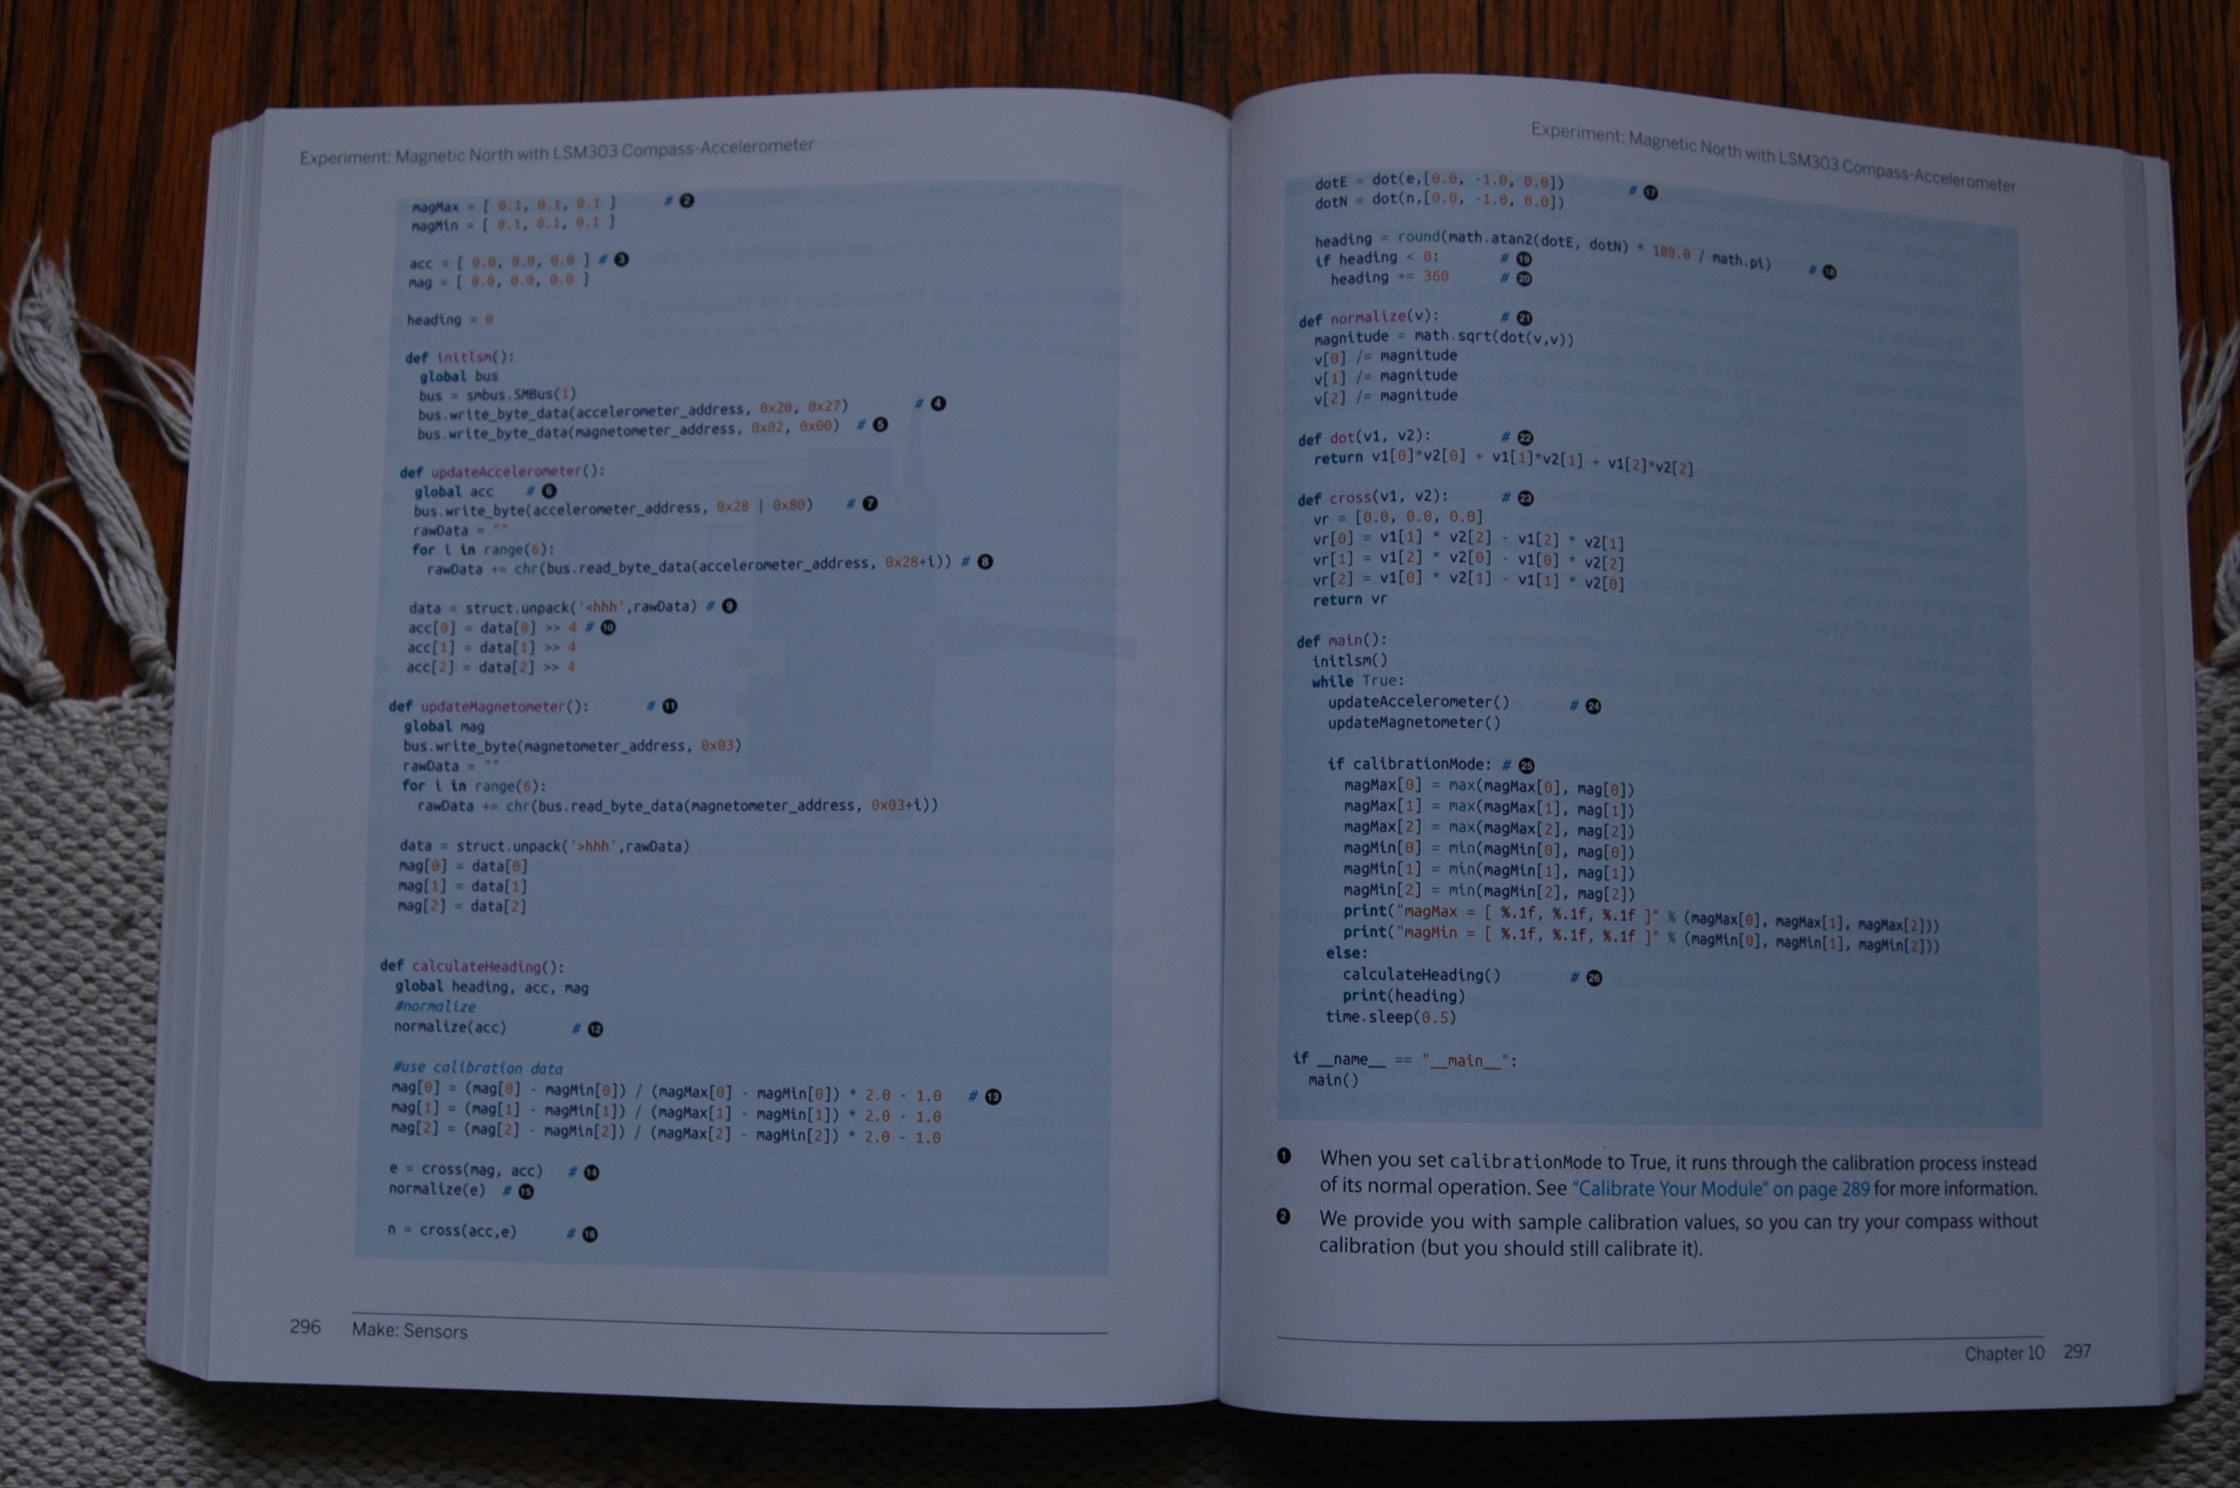 Experiment: Magnetic North with LSM303 Compass-Accelerometer
magMax = [ 0.1, 0.1, 0.1 ] # 2
magMin = [ 0.1, 0.1, 0.1 ]
acc = [ 0.0, 0.0, 0.0 ] # 3
mag = [ 0.0, 0.0, 0.0 ]
heading = 0
def initlsm():
global bus
bus = smbus.SMBus(1) # 4
bus.write_byte_data(accelerometer_address, 0x20, 0x27)
bus.write_byte_data(magnetometer_address, 0x02, 0x00) # 5
def updateAccelerometer():
global acc # 6
bus.write_byte(accelerometer_address, 0x28 | 0x80) # 7
rawData = ""
for i in range(6):
rawData += chr(bus.read_byte_data(accelerometer_address, 0x28+i)) # 8
data = struct.unpack('<hhh',rawData) # 9
acc[0] = data[0] >> 4 # 10
acc[1] = data[1] >> 4
acc[2] = data[2] >> 4
def updateMagnetometer(): # 11
global mag
bus.write_byte(magnetometer_address, 0x03)
rawData = ""
for i in range(6):
rawData += chr(bus.read_byte_data(magnetometer_address, 0x03+i))
data = struct.unpack('>hhh',rawData)
mag[0] = data[0]
mag[1] = data[1]
mag[2] = data[2]
def calculateHeading():
global heading, acc, mag
#normalize
normalize(acc) # 12
#use calibration data
mag[0] = (mag[0] - magMin[0]) / (magMax[0] - magMin[0]) * 2.0 - 1.0 # 13
mag[1] = (mag[1] - magMin[1]) / (magMax[1] - magMin[1]) * 2.0 - 1.0
mag[2] = (mag[2] - magMin[2]) / (magMax[2] - magMin[2]) * 2.0 - 1.0
e = cross(mag, acc) # 14
normalize(e) # 15
n = cross(acc,e) # 16
296 Make: Sensors
Experiment: Magnetic North with LSM303 Compass-Accelerometer
dotE = dot(e,[0.0, -1.0, 0.0]) # 17
dotN = dot(n,[0.0, -1.0, 0.0])
heading = round(math.atan2(dotE, dotN) * 180.0 / math.pi) # 18
if heading < 0: # 19
heading += 360 # 20
def normalize(v): # 21
magnitude = math.sqrt(dot(v,v))
v[0] /= magnitude
v[1] /= magnitude
v[2] /= magnitude
def dot(v1, v2): # 22
return v1[0]*v2[0] + v1[1]*v2[1] + v1[2]*v2[2]
def cross(v1, v2): # 23
vr = [0.0, 0.0, 0.0]
vr[0] = v1[1] * v2[2] - v1[2] * v2[1]
vr[1] = v1[2] * v2[0] - v1[0] * v2[2]
vr[2] = v1[0] * v2[1] - v1[1] * v2[0]
return vr
def main():
initlsm()
while True:
updateAccelerometer() # 24
updateMagnetometer()
if calibrationMode: # 25
magMax[0] = max(magMax[0], mag[0])
magMax[1] = max(magMax[1], mag[1])
magMax[2] = max(magMax[2], mag[2])
magMin[0] = min(magMin[0], mag[0])
magMin[1] = min(magMin[1], mag[1])
magMin[2] = min(magMin[2], mag[2])
print("magMax = [ %.1f, %.1f, %.1f ]" % (magMax[0], magMax[1], magMax[2]))
print("magMin = [ %.1f, %.1f, %.1f ]" % (magMin[0], magMin[1], magMin[2]))
else:
calculateHeading() # 26
print(heading)
time.sleep(0.5)
if __name__ == "__main__":
main()
1 When you set calibrationMode to True, it runs through the calibration process instead
of its normal operation. See "Calibrate Your Module" on page 289 for more information.
2 We provide you with sample calibration values, so you can try your compass without
calibration (but you should still calibrate it).
Chapter 10 297